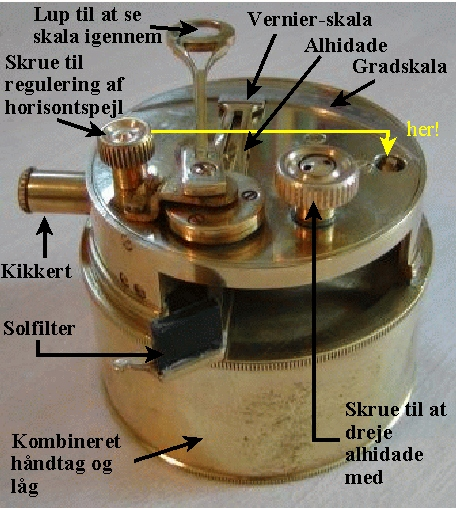 Lup til at se
skala igennem
Vernier-skala
Alhidade
Gradskala
Skrue til
regulering af
horisontspejl
her!
Kikkert
Solfilter
Kombineret
håndtag og
låg
Skrue til at
dreje
alhidade
med